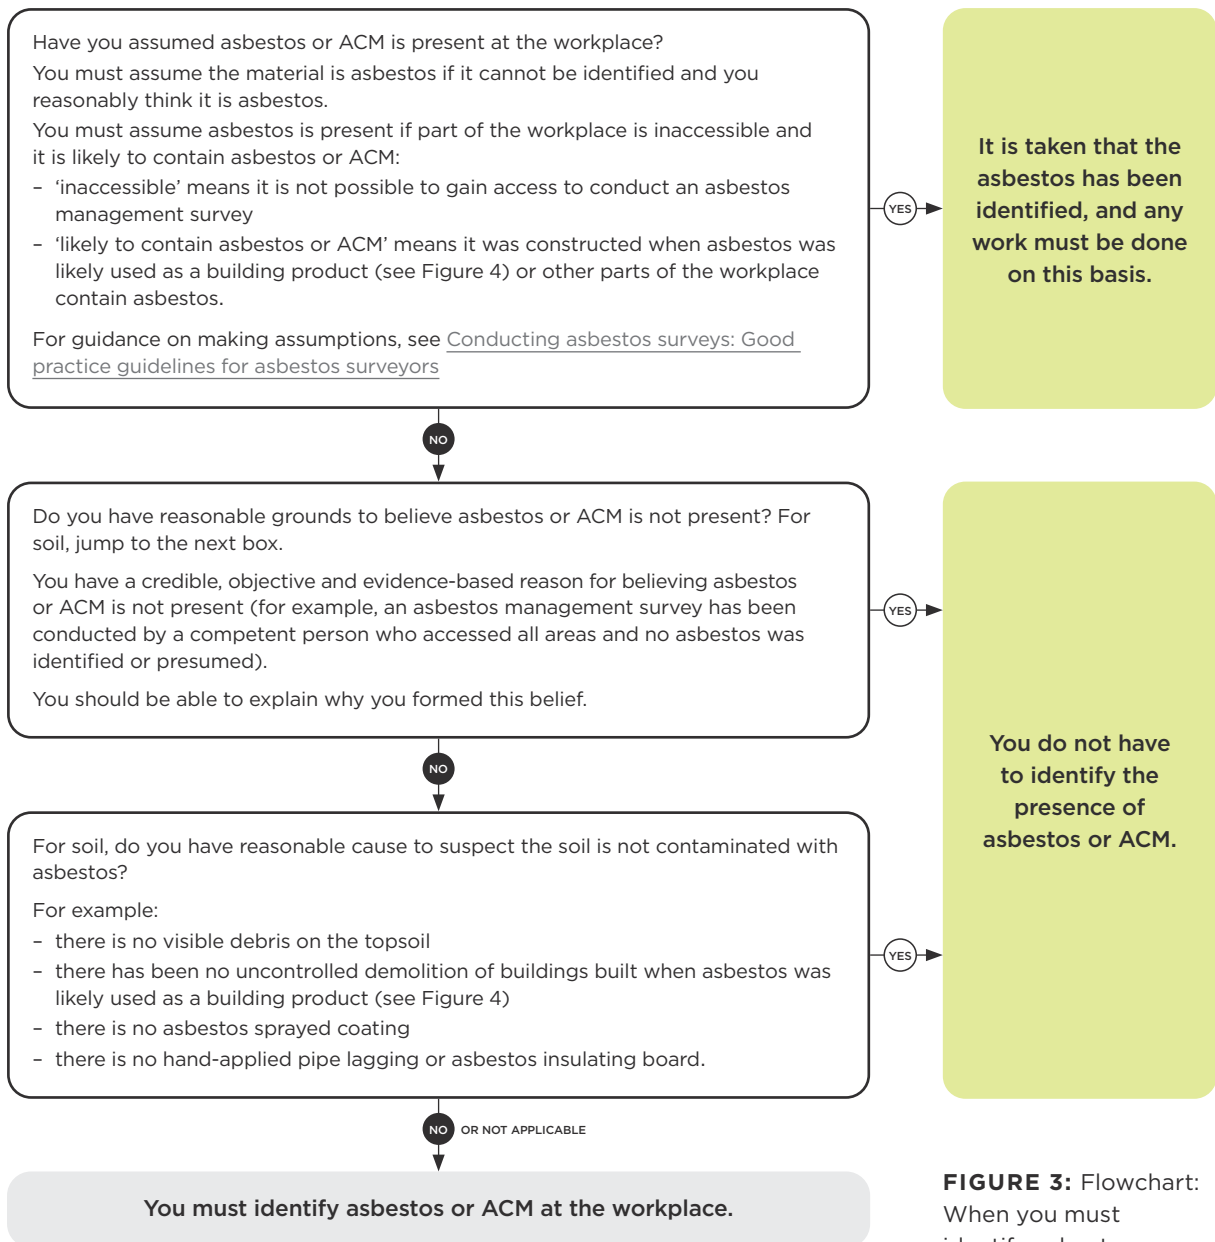 Have you assumed asbestos or ACM is present at the workplace?
You must assume the material is asbestos if it cannot be identified and you
reasonably think it is asbestos.
You must assume asbestos is present if part of the workplace is inaccessible and
it is likely to contain asbestos or ACM:
– ‘inaccessible’ means it is not possible to gain access to conduct an asbestos
management survey
– ‘likely to contain asbestos or ACM’ means it was constructed when asbestos was
likely used as a building product (see Figure 4) or other parts of the workplace
contain asbestos.
For guidance on making assumptions, see Conducting asbestos surveys: Good
practice guidelines for asbestos surveyors
YES
It is taken that the
asbestos has been
identified, and any
work must be done
on this basis.
NO
Do you have reasonable grounds to believe asbestos or ACM is not present? For
soil, jump to the next box.
You have a credible, objective and evidence-based reason for believing asbestos
or ACM is not present (for example, an asbestos management survey has been
conducted by a competent person who accessed all areas and no asbestos was
identified or presumed).
You should be able to explain why you formed this belief.
YES
NO
For soil, do you have reasonable cause to suspect the soil is not contaminated with
asbestos?
For example:
– there is no visible debris on the topsoil
– there has been no uncontrolled demolition of buildings built when asbestos was
likely used as a building product (see Figure 4)
– there is no asbestos sprayed coating
– there is no hand-applied pipe lagging or asbestos insulating board.
YES
You do not have
to identify the
presence of
asbestos or ACM.
NO OR NOT APPLICABLE
You must identify asbestos or ACM at the workplace.
FIGURE 3: Flowchart:
When you must